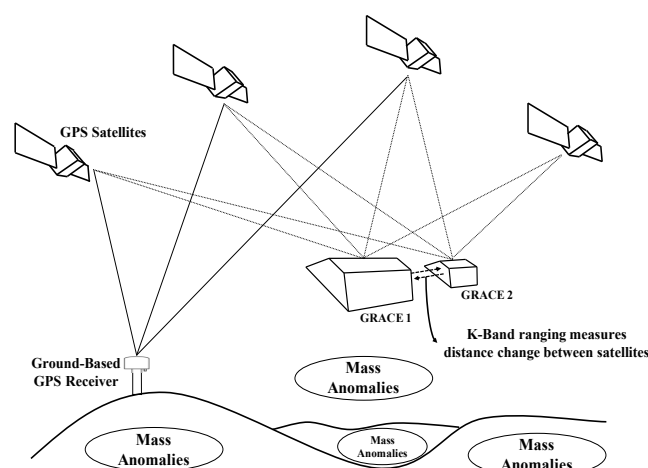 GPS Satellites
GRACE 1
GRACE 2
K-Band ranging measures
distance change between satellites
Ground-Based
GPS Receiver
Mass
Anomalies
Mass
Anomalies
Mass
Anomalies
Mass
Anomalies